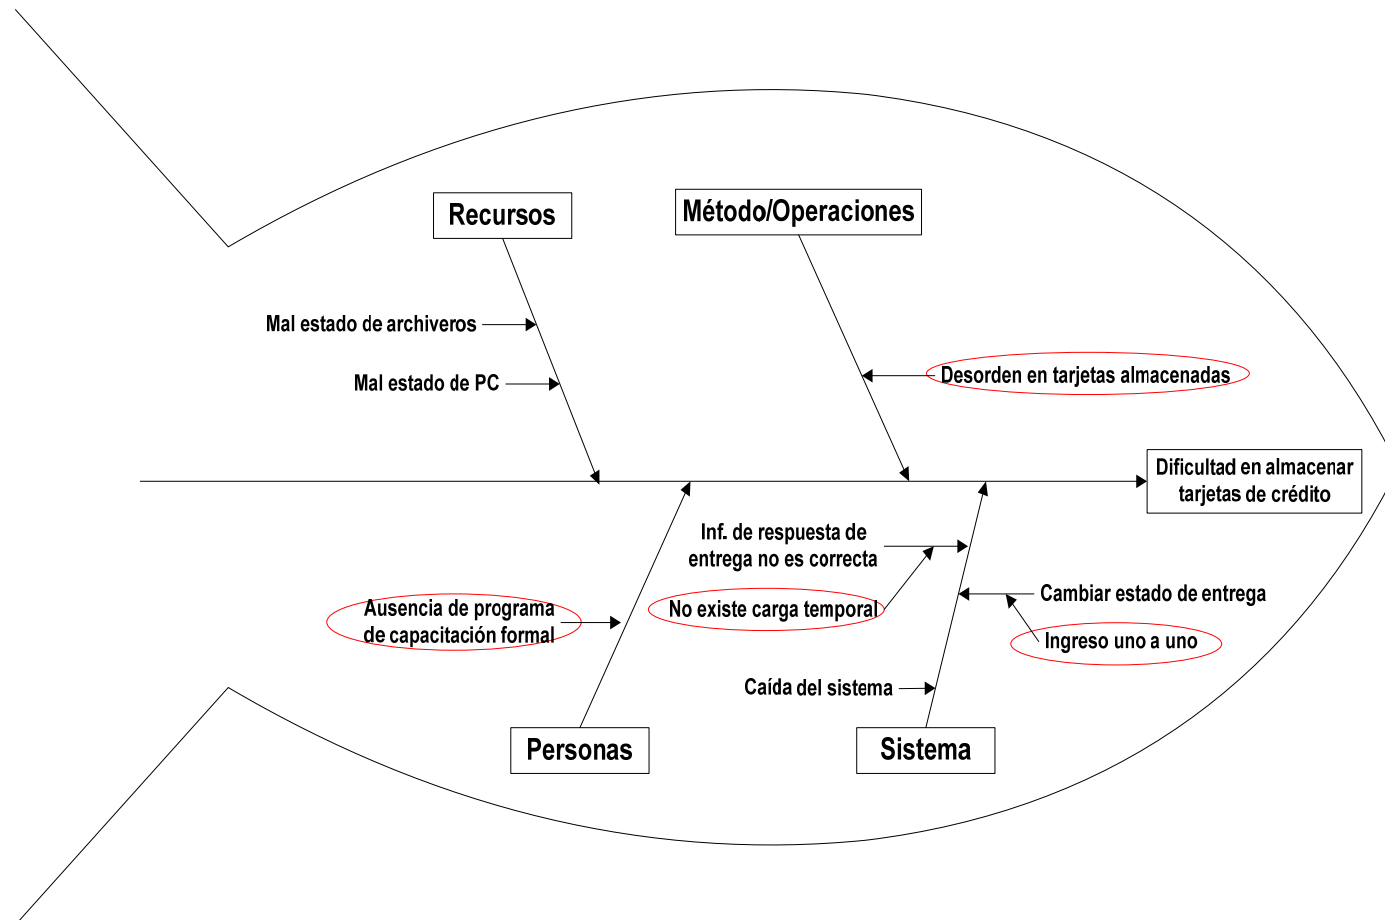 Recursos
Método/Operaciones
Mal estado de archiveros
Mal estado de PC
Desorden en tarjetas almacenadas
Dificultad en almacenar
tarjetas de crédito
Inf. de respuesta de
entrega no es correcta
No existe carga temporal
Cambiar estado de entrega
Ingreso uno a uno
Ausencia de programa
de capacitación formal
Caída del sistema
Personas
Sistema